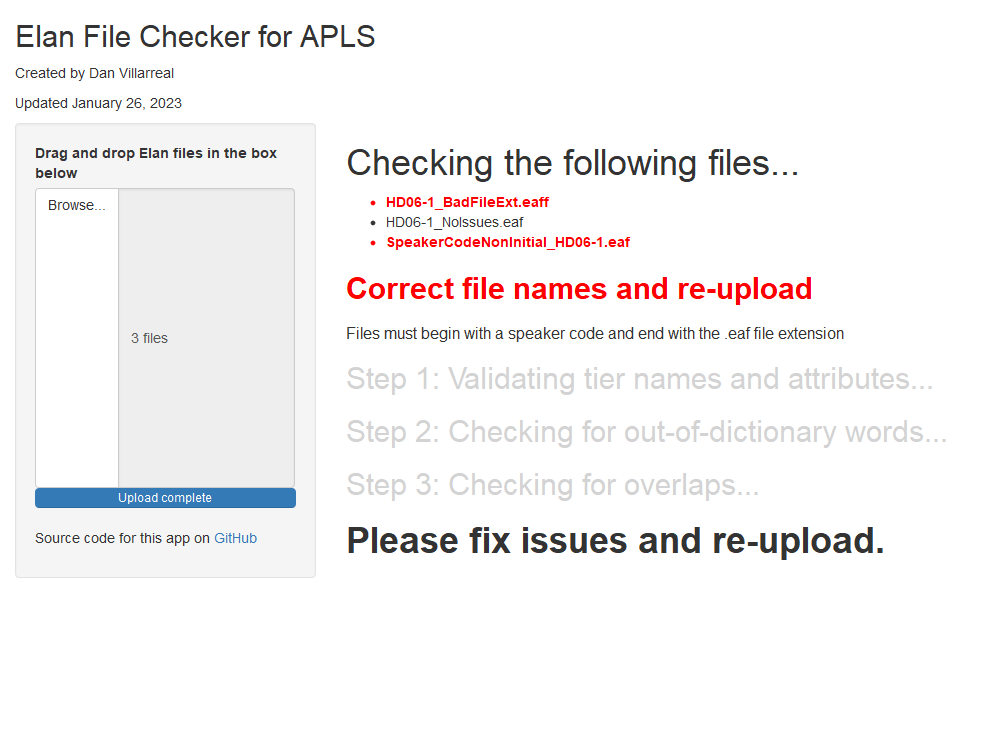 Elan File Checker for APLS
Created by Dan Villarreal
Updated January 26, 2023
Drag and drop Elan files in the box
below
Browse...
3 files
Upload complete
Source code for this app on GitHub
Checking the following files...
HD06-1_BadFileExt.eaff
HD06-1_NoIssues.eaf
SpeakerCodeNonInitial_HD06-1.eaf
Correct file names and re-upload
Files must begin with a speaker code and end with the .eaf file extension
Step 1: Validating tier names and attributes...
Step 2: Checking for out-of-dictionary words...
Step 3: Checking for overlaps...
Please fix issues and re-upload.